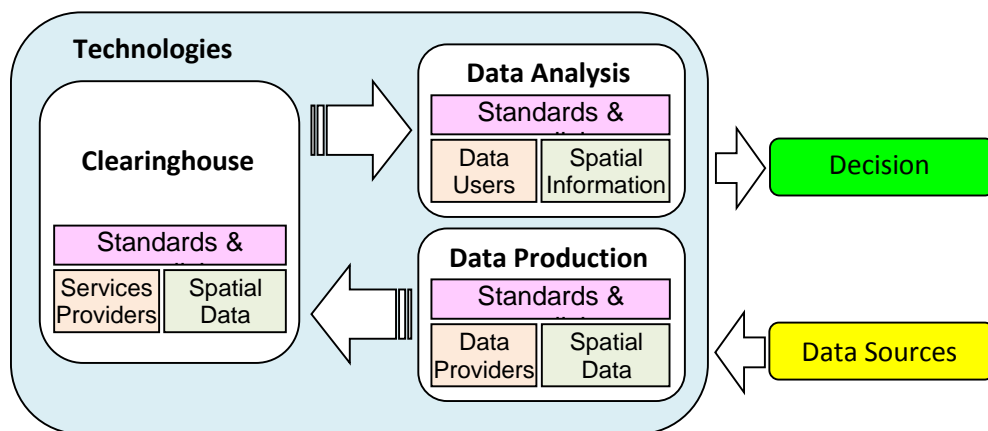 Technologies
Clearinghouse
Standards &
Services
Providers
Spatial
Data
Data Analysis
Standards &
Data
Users
Spatial
Information
Decision
Data Production
Standards &
Data
Providers
Spatial
Data
Data Sources